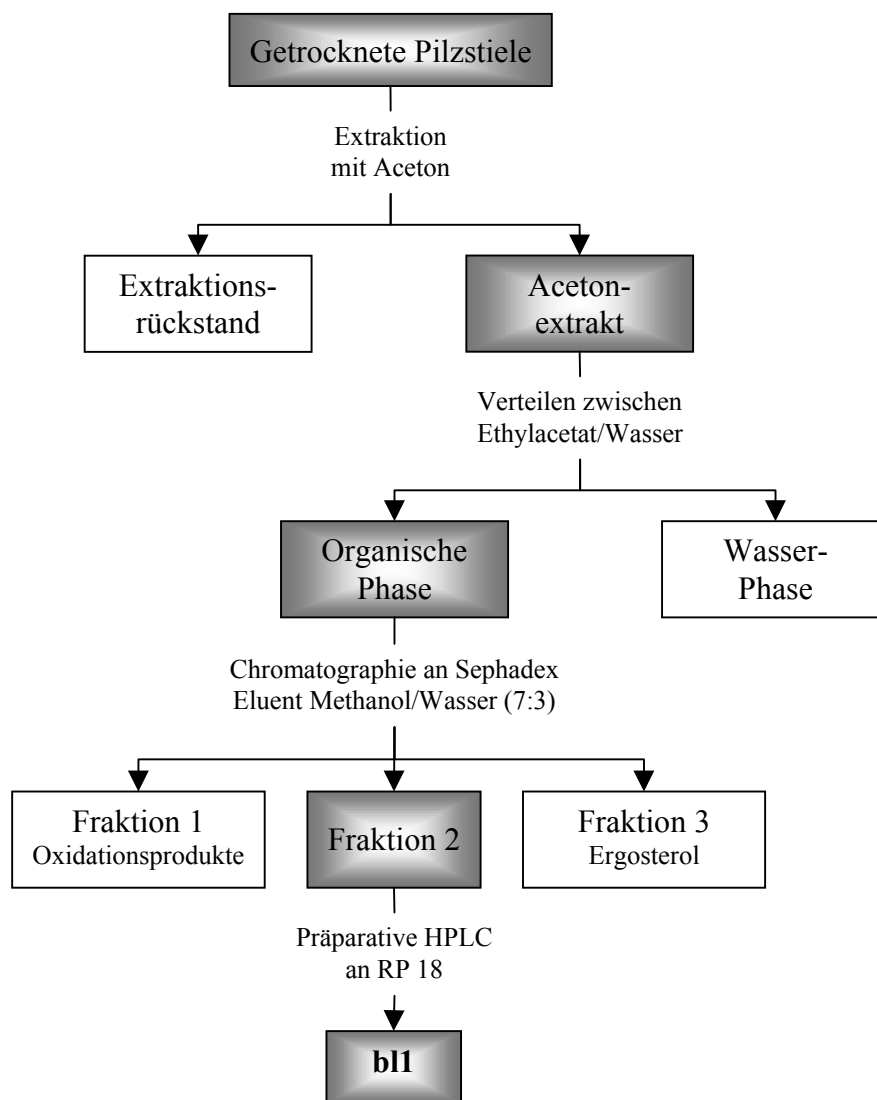 Getrocknete Pilzstiele
Extraktion
mit Aceton
Extraktions-
rückstand
Aceton-
extrakt
Verteilen zwischen
Ethylacetat/Wasser
Organische
Phase
Wasser-
Phase
Chromatographie an Sephadex
Eluent Methanol/Wasser (7:3)
Fraktion 1
Oxidationsprodukte
Fraktion 2
Fraktion 3
Ergosterol
Präparative HPLC
an RP 18
bl1